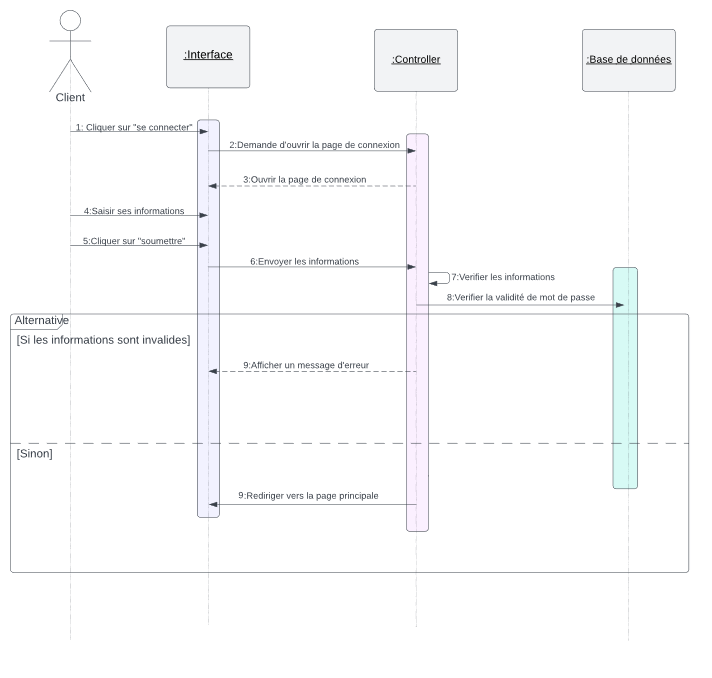 :Interface
:Controller
:Base de données
Client
1: Cliquer sur "se connecter"
2:Demande d'ouvrir la page de connexion
3:Ouvrir la page de connexion
4:Saisir ses informations
5:Cliquer sur "soumettre"
6:Envoyer les informations
7:Verifier les informations
8:Verifier la validité de mot de passe
Alternative
[Si les informations sont invalides]
9:Afficher un message d'erreur
[Sinon]
9:Rediriger vers la page principale